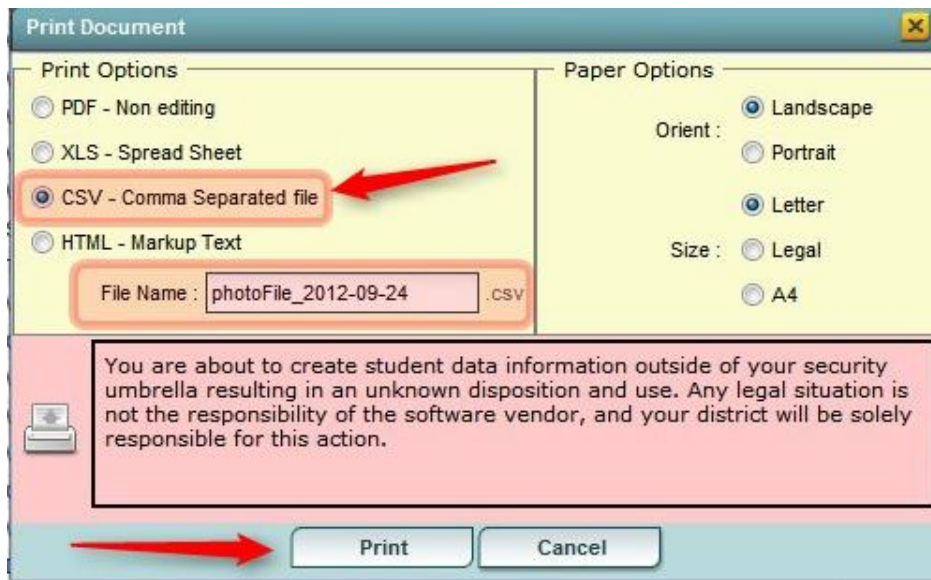 Print Document
Print Options
PDF - Non editing
XLS - Spread Sheet
CSV - Comma Separated file
HTML - Markup Text
File Name : photoFile_2012-09-24 .csv
Paper Options
Orient :
Landscape
Portrait
Size :
Letter
Legal
A4
You are about to create student data information outside of your security
umbrella resulting in an unknown disposition and use. Any legal situation is
not the responsibility of the software vendor, and your district will be solely
responsible for this action.
Print
Cancel